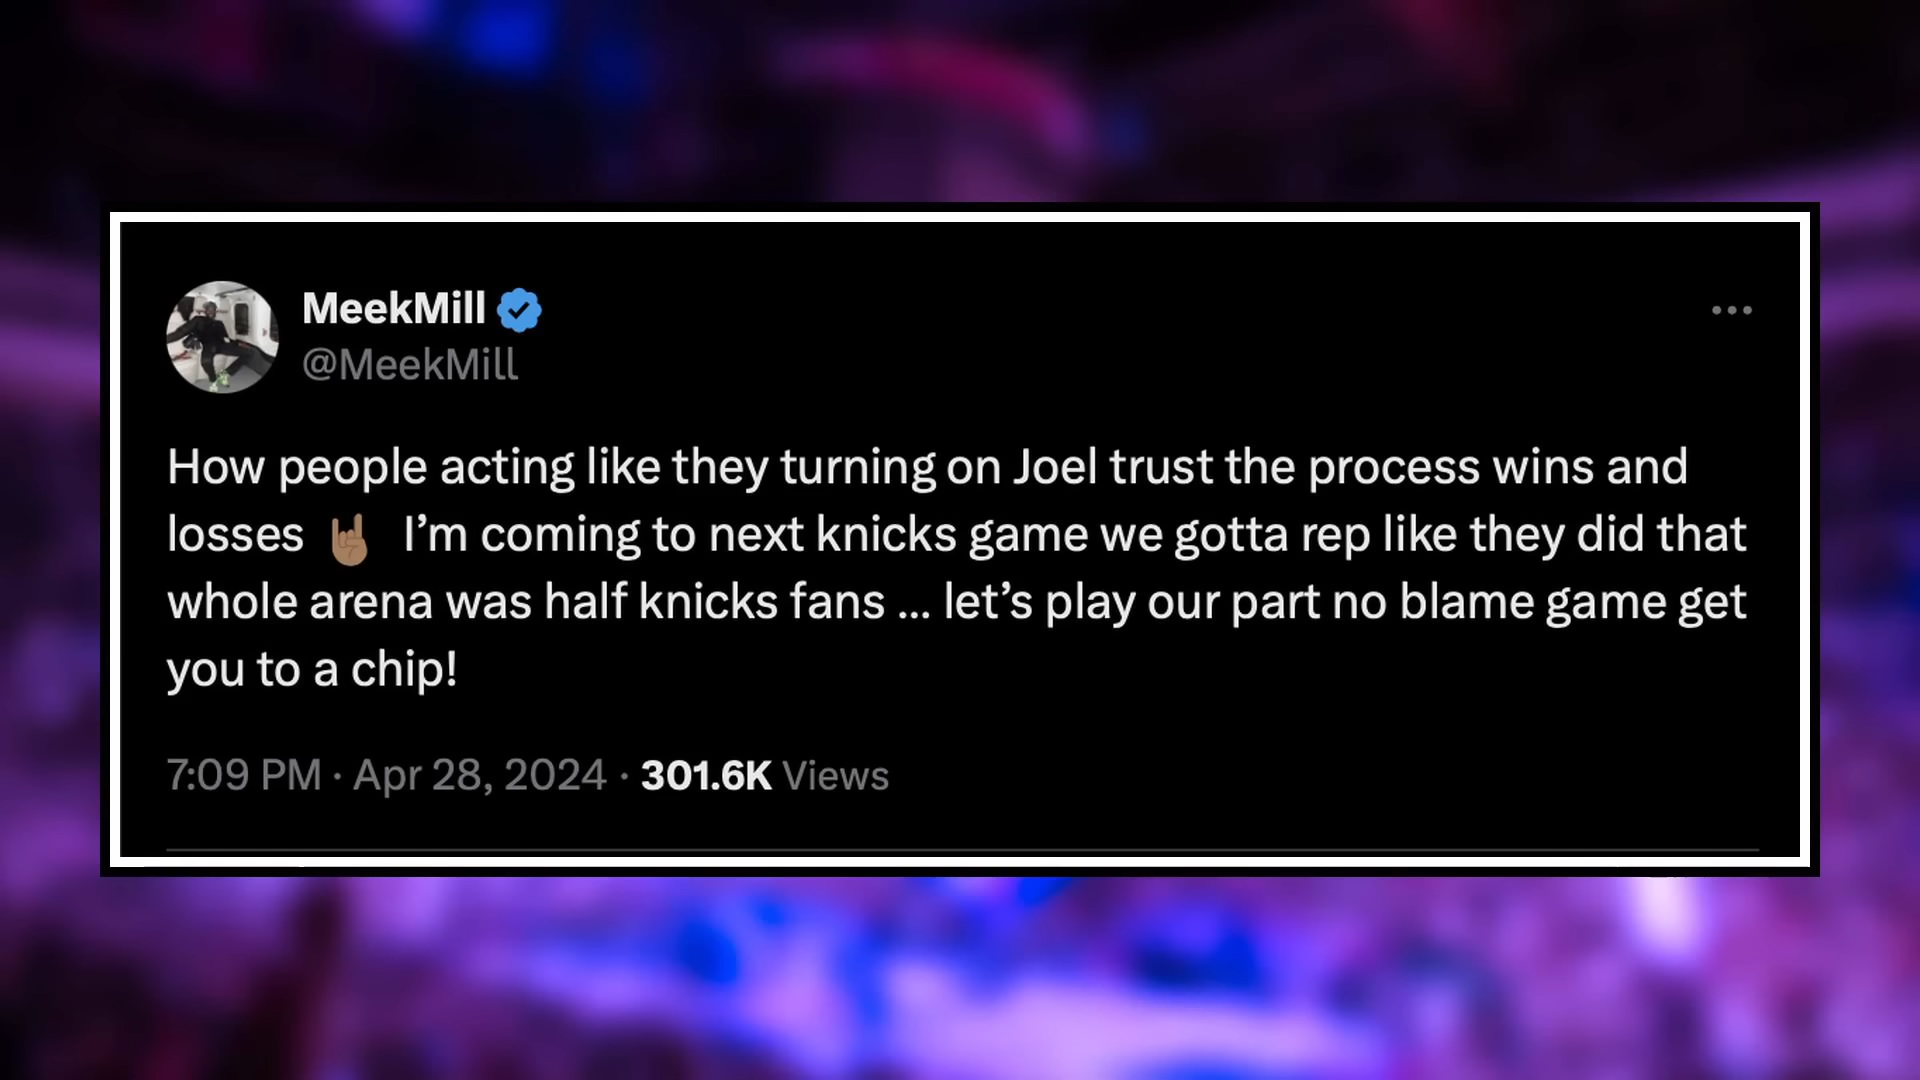 MeekMill
@MeekMill
How people acting like they turning on Joel trust the process wins and
losses 🤘🏽 I’m coming to next knicks game we gotta rep like they did that
whole arena was half knicks fans ... let’s play our part no blame game get
you to a chip!
7:09 PM · Apr 28, 2024 · 301.6K Views